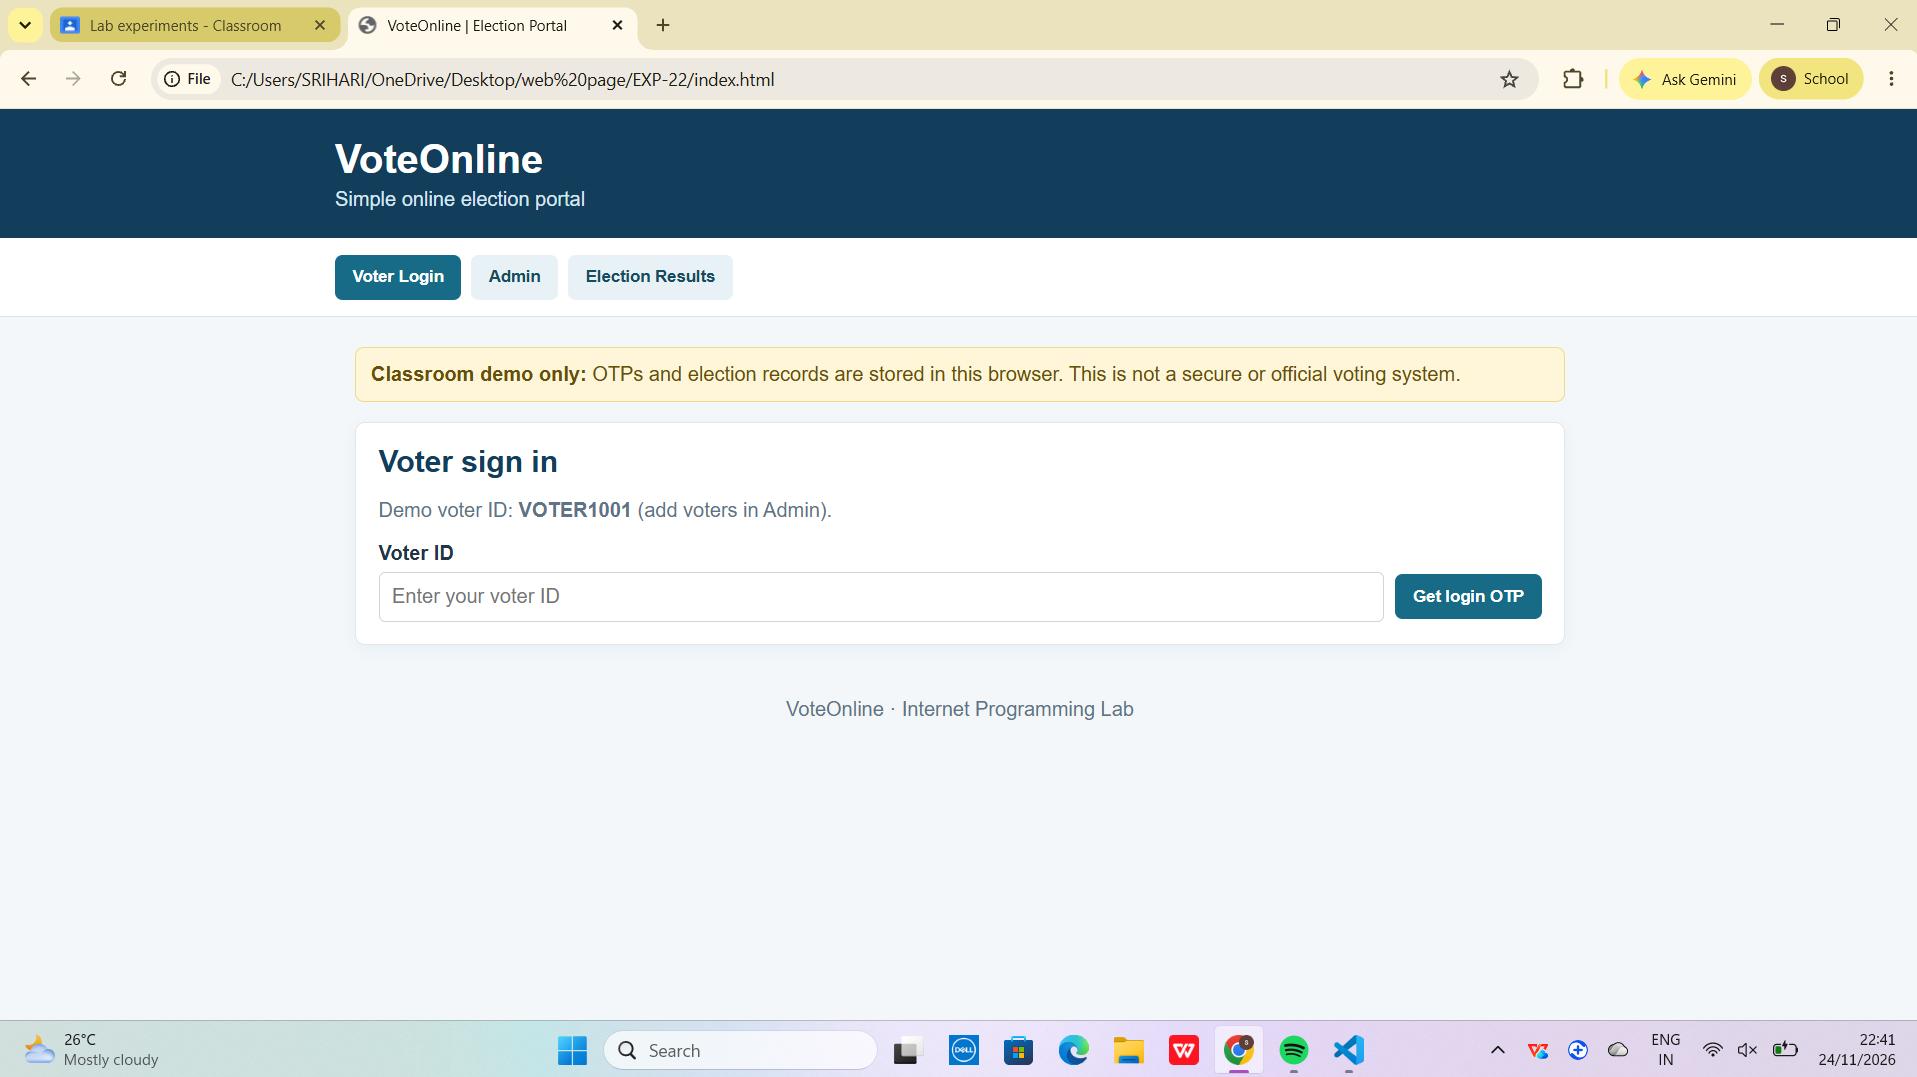 Lab experiments - Classroom
VoteOnline | Election Portal
File
C:/Users/SRIHARI/OneDrive/Desktop/web%20page/EXP-22/index.html
Ask Gemini
S
School
VoteOnline
Simple online election portal
Voter Login
Admin
Election Results
Classroom demo only: OTPs and election records are stored in this browser. This is not a secure or official voting system.
Voter sign in
Demo voter ID: VOTER1001 (add voters in Admin).
Voter ID
Enter your voter ID
Get login OTP
VoteOnline · Internet Programming Lab
26°C
Mostly cloudy
Search
DELL
W
S
ENG
IN
22:41
24/11/2026